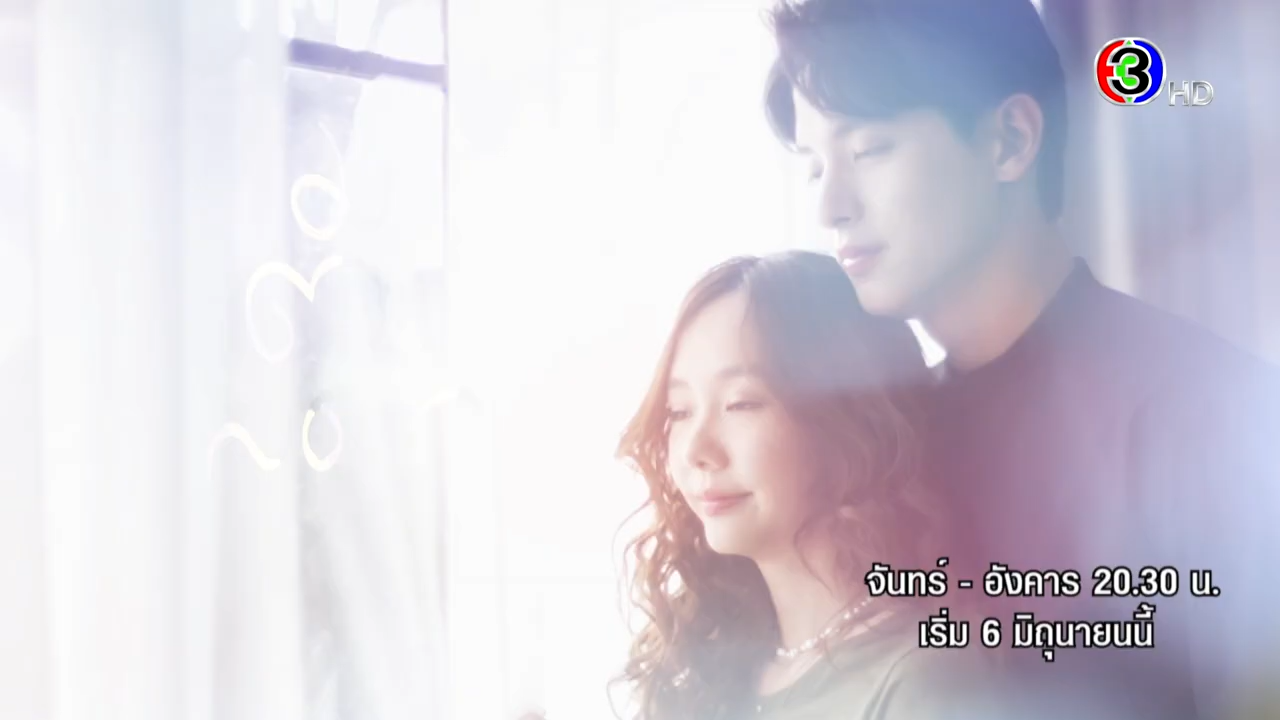 3 HD
จันทร์ - อังคาร 20.30 น.
เริ่ม 6 มิถุนายนนี้